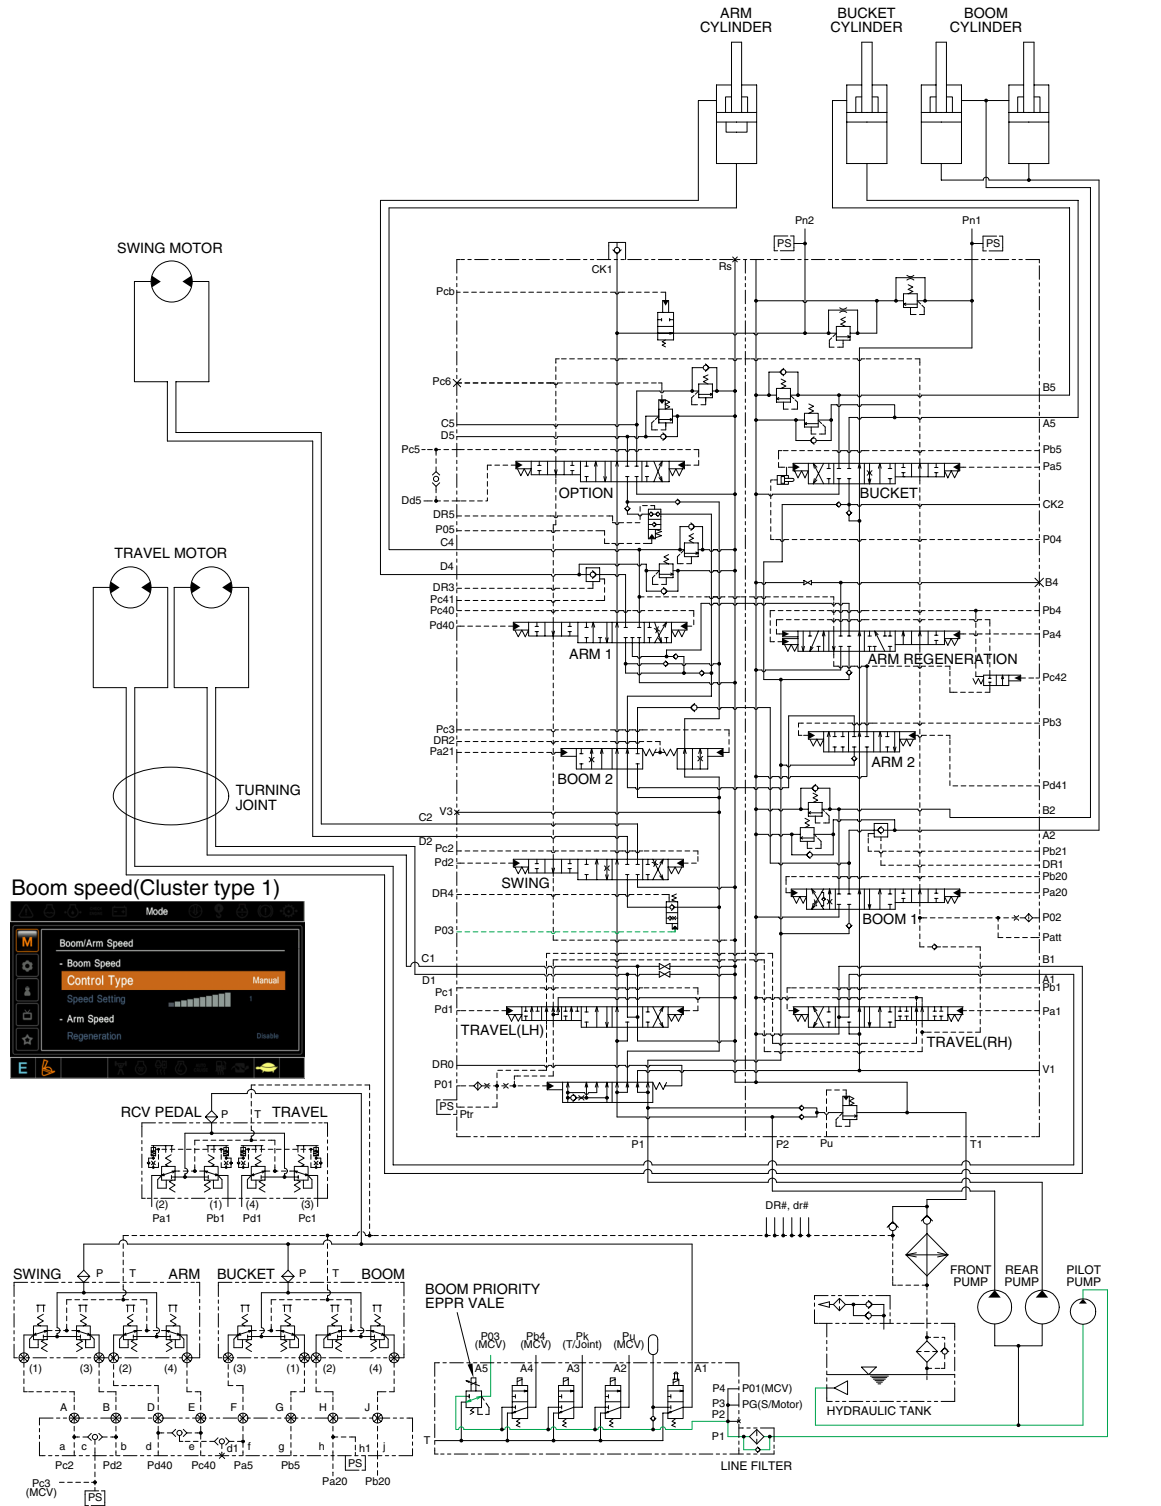 ARM
CYLINDER
BUCKET
CYLINDER
BOOM
CYLINDER
Pn2
Pn1
PS
PS
SWING MOTOR
CK1
Rs
Pcb
Pc6
B5
C5
D5
A5
Pc5
Pb5
Pa5
OPTION
BUCKET
Dd5
CK2
DR5
P05
P04
C4
TRAVEL MOTOR
D4
B4
DR3
Pc41
Pc40
Pb4
Pd40
Pa4
ARM 1
ARM REGENERATION
Pc42
Pc3
Pb3
DR2
Pa21
ARM 2
BOOM 2
Pd41
TURNING
JOINT
V3
C2
B2
D2
A2
Pc2
Pb21
Pd2
DR1
Pb20
SWING
Pa20
DR4
BOOM 1
P02
P03
Patt
Boom speed(Cluster type 1)
Mode
M
Boom/Arm Speed
- Boom Speed
Control Type
Manual
Speed Setting
1
- Arm Speed
Regeneration
Disable
E
C1
B1
D1
A1
Pc1
Pb1
Pd1
Pa1
TRAVEL(LH)
TRAVEL(RH)
DR0
V1
P01
PS
Ptr
RCV PEDAL
P
T
TRAVEL
P1
P2
Pu
T1
(2)
(1)
(4)
(3)
Pa1
Pb1
Pd1
Pc1
DR#, dr#
SWING
P
T
ARM
BUCKET
P
T
BOOM
FRONT
PUMP
REAR
PUMP
PILOT
PUMP
BOOM PRIORITY
EPPR VALE
P03
(MCV)
Pb4
(MCV)
Pk
(T/Joint)
Pu
(MCV)
(1)
(3)
(2)
(4)
(3)
(1)
(2)
(4)
A5
A4
A3
A2
A1
P4
P01(MCV)
P3
PG(S/Motor)
P2
P1
HYDRAULIC TANK
T
LINE FILTER
A
B
D
E
F
G
H
J
a
c
b
d
e
d1
f
g
h
h1
j
Pc2
Pd2
Pd40
Pc40
Pa5
Pb5
PS
Pa20
Pb20
Pc3
(MCV)
PS